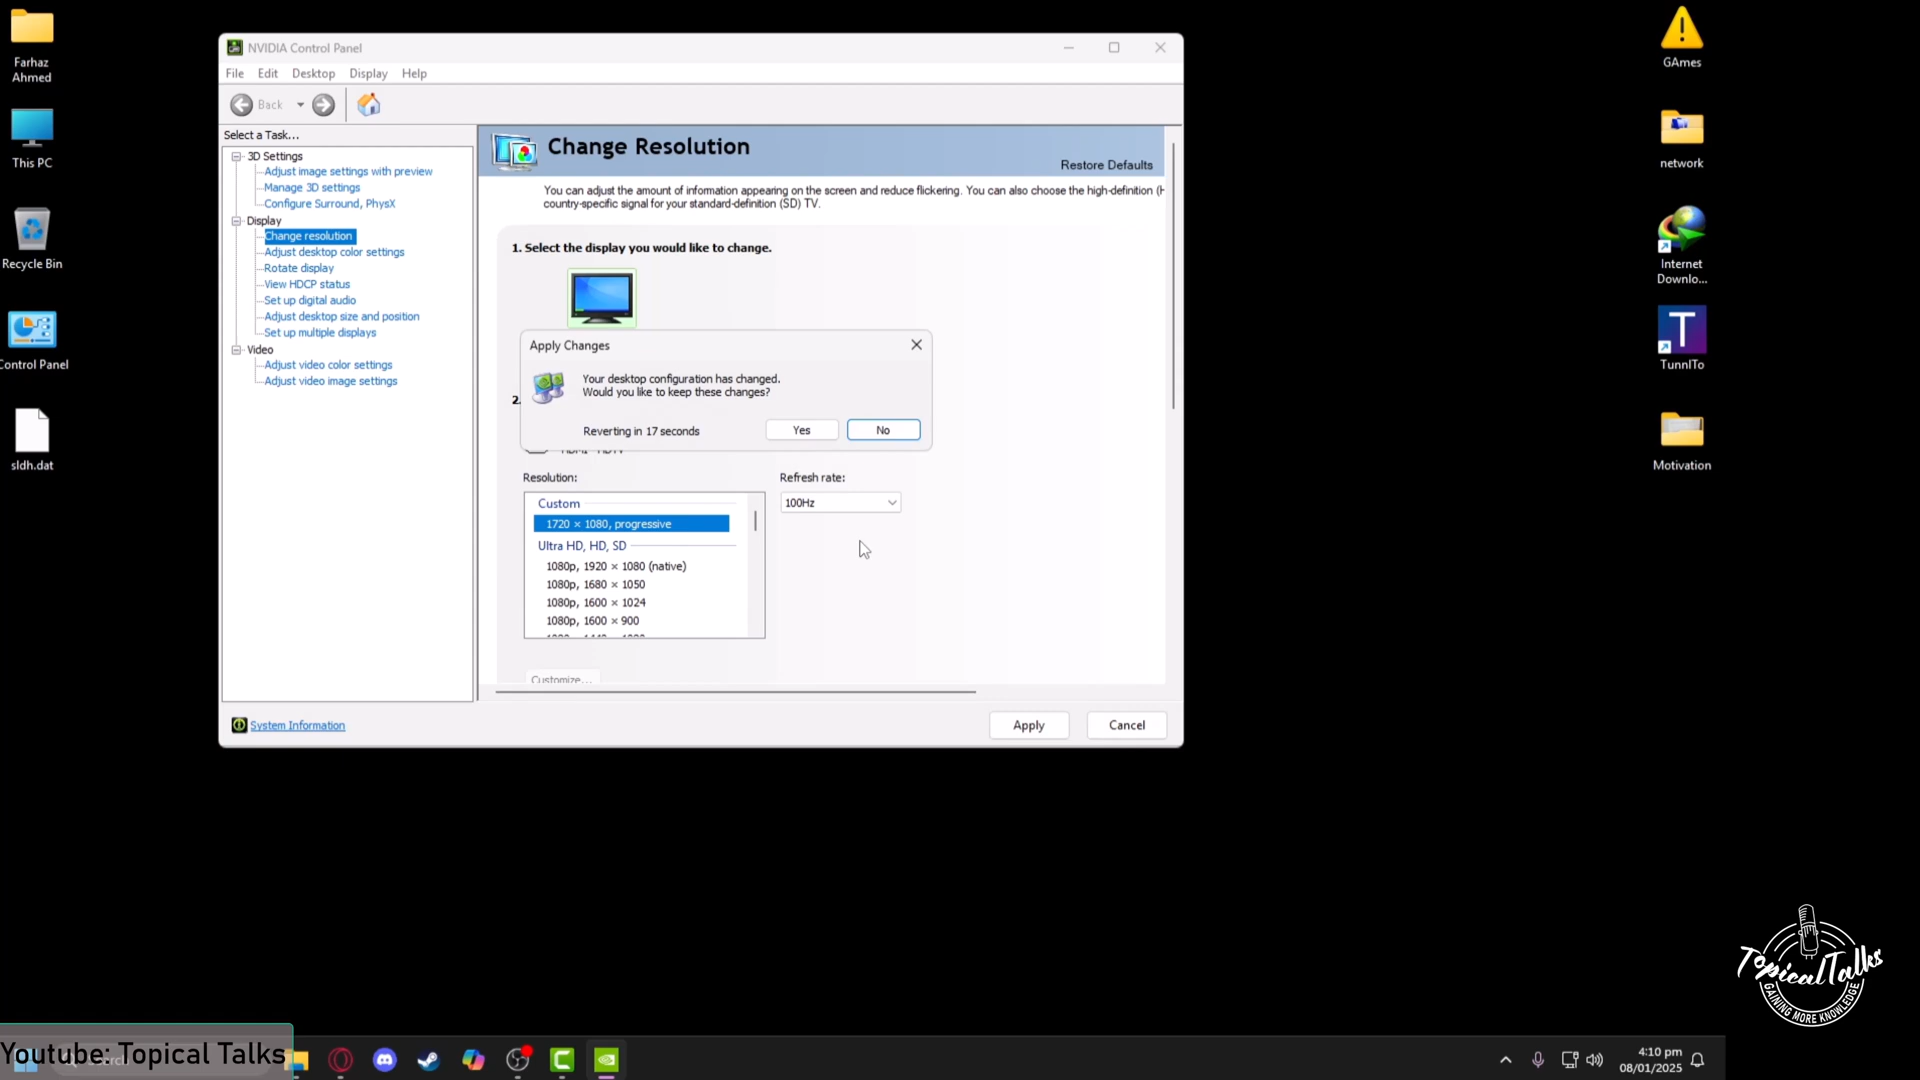 Farhaz
Ahmed
This PC
Recycle Bin
Control Panel
sldh.dat
NVIDIA Control Panel
File Edit Desktop Display Help
Back
Select a Task...
3D Settings
Adjust image settings with preview
Manage 3D settings
Configure Surround, PhysX
Display
Change resolution
Adjust desktop color settings
Rotate display
View HDCP status
Set up digital audio
Adjust desktop size and position
Set up multiple displays
Video
Adjust video color settings
Adjust video image settings
System Information
Change Resolution
Restore Defaults
You can adjust the amount of information appearing on the screen and reduce flickering. You can also choose the high-definition (H
country-specific signal for your standard-definition (SD) TV.
1. Select the display you would like to change.
Apply Changes
Your desktop configuration has changed.
Would you like to keep these changes?
Reverting in 17 seconds
Yes
No
2.
Resolution:
Refresh rate:
Custom
1720 × 1080, progressive
Ultra HD, HD, SD
1080p, 1920 × 1080 (native)
1080p, 1680 × 1050
1080p, 1600 × 1024
1080p, 1600 × 900
100Hz
Customize...
Apply
Cancel
GAmes
network
Internet
Downlo...
T
TunnlTo
Motivation
TopicalTalks
GAINING MORE KNOWLEDGE
Youtube: Topical Talks
4:10 pm
08/01/2025